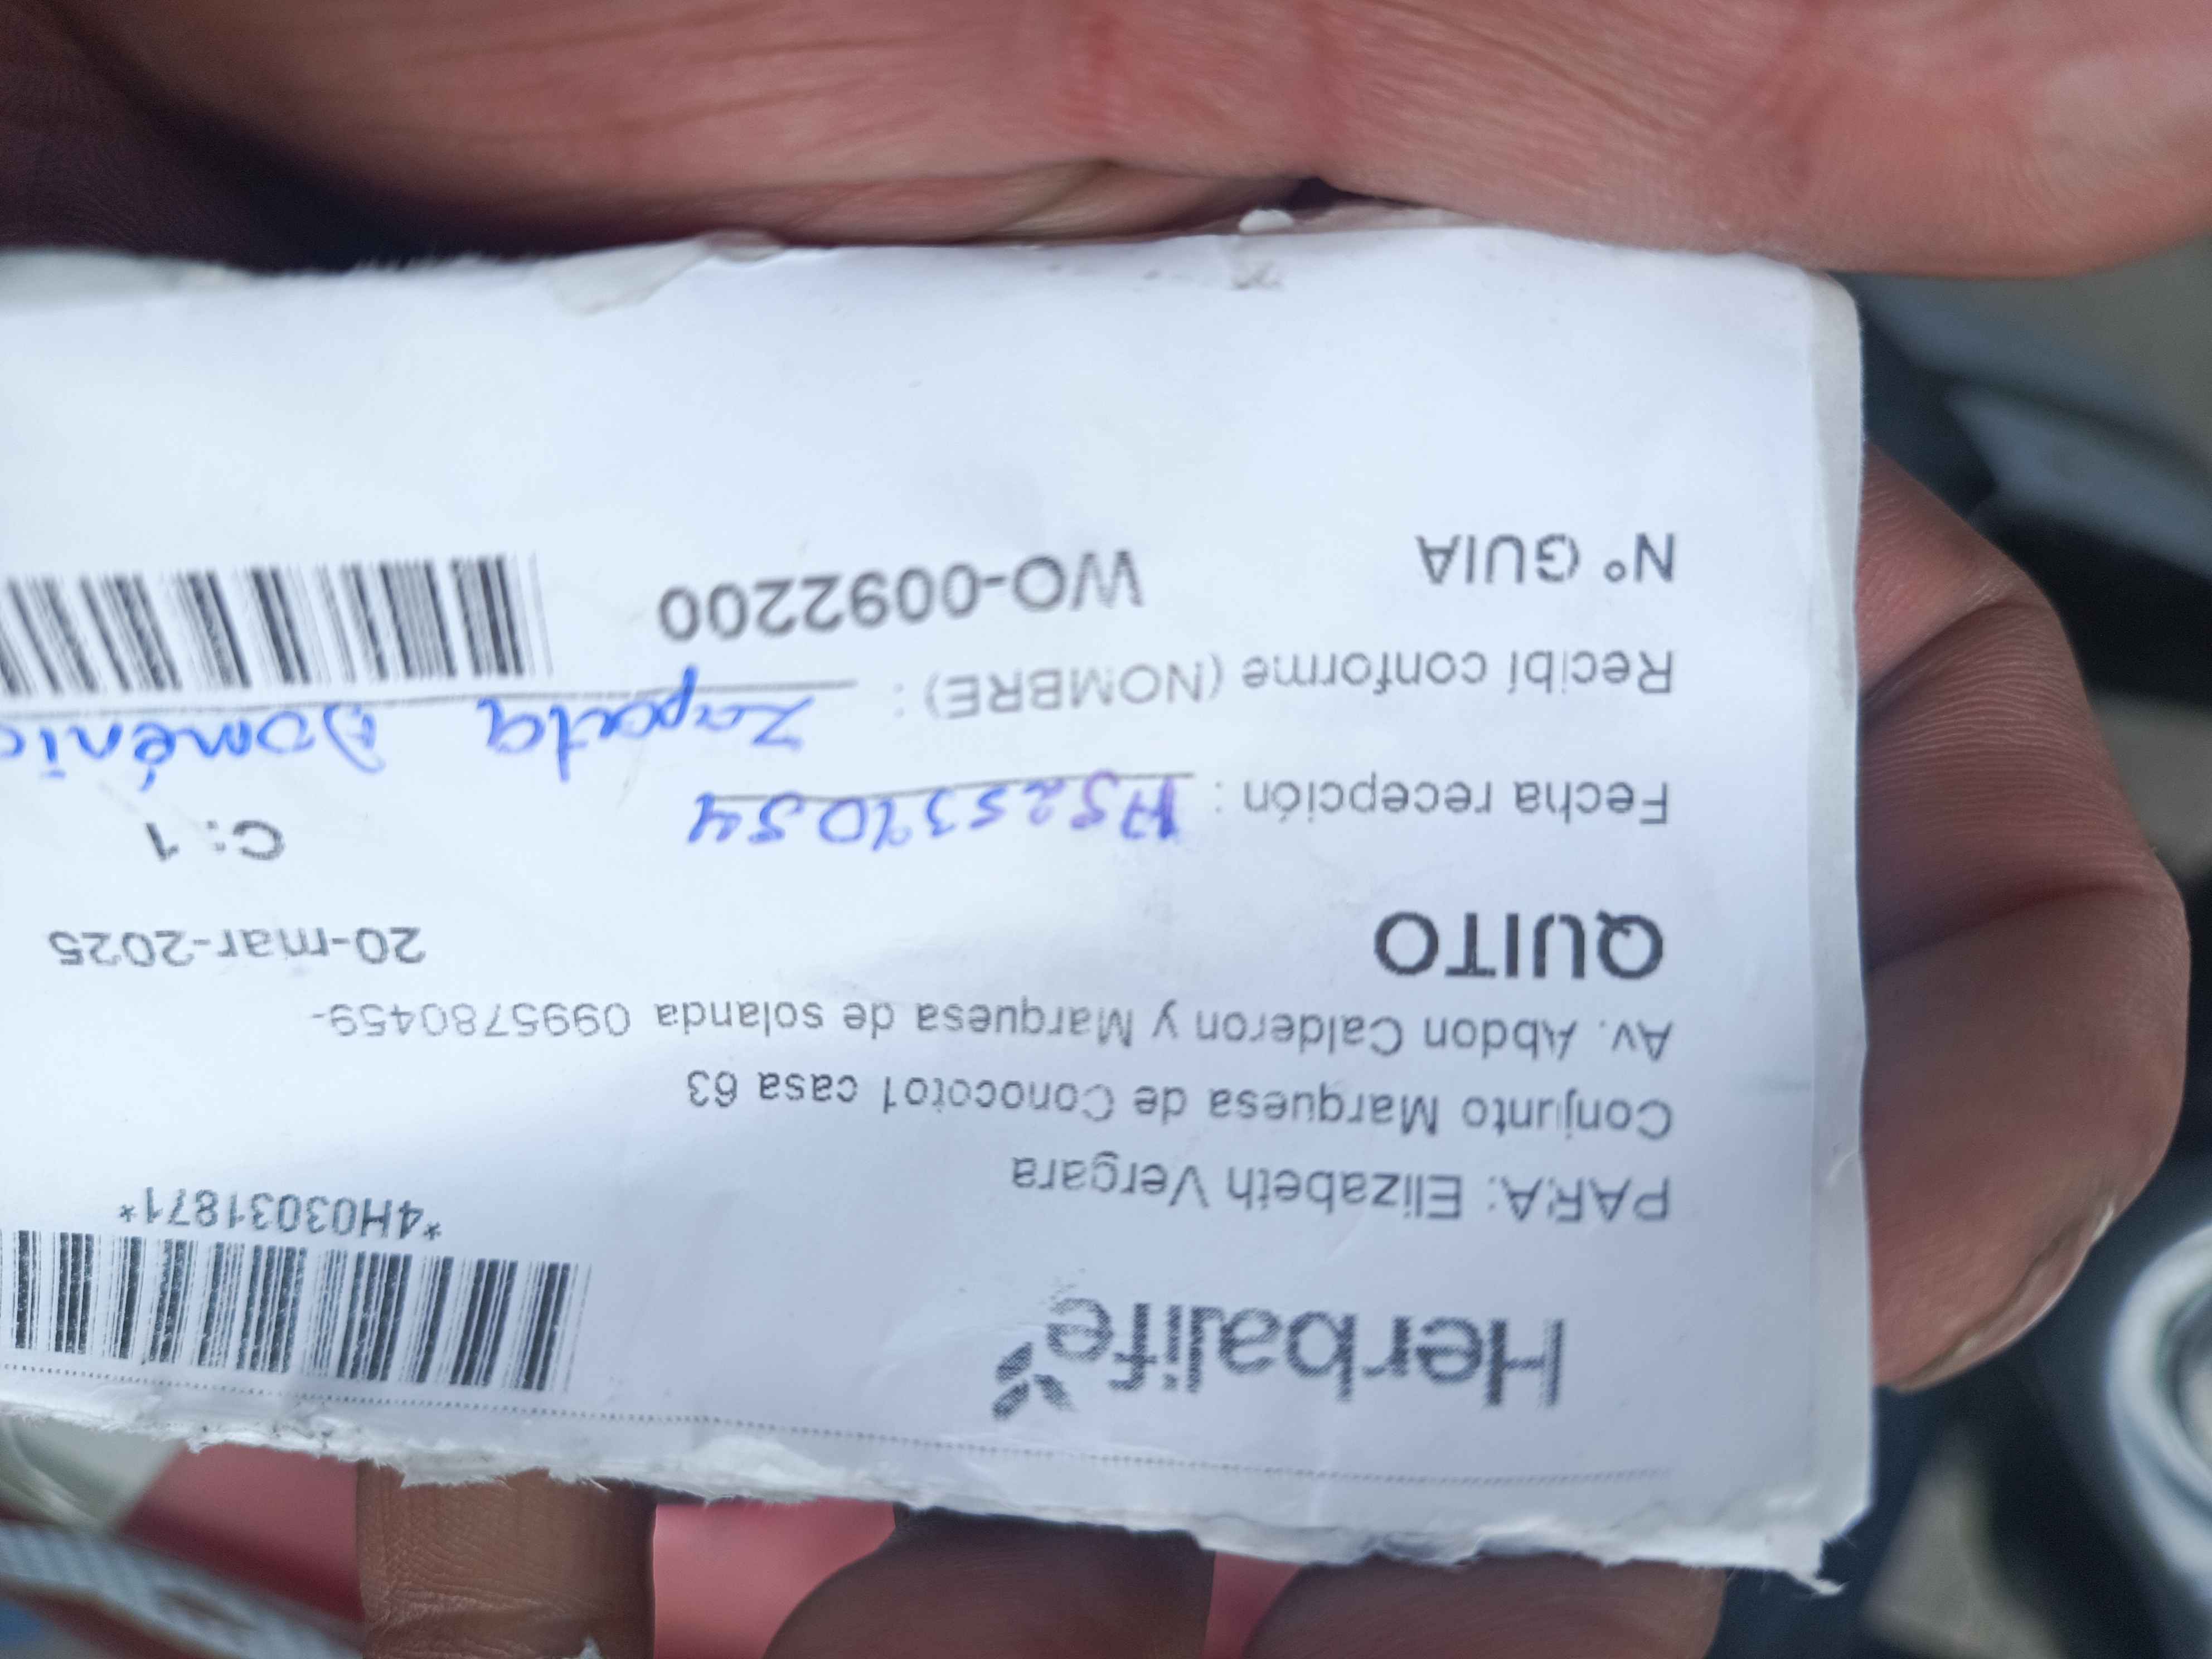 Herbalife
*4H03031871*
PARA: Elizabeth Vergara
Conjunto Marquesa de Conocoto1 casa 63
Av. Abdon Calderon y Marquesa de solanda 0995780459-
QUITO
20-mar-2025
C: 1
Fecha recepción :
Recibí conforme (NOMBRE) : Zapata
N° GUIA WO-0092200